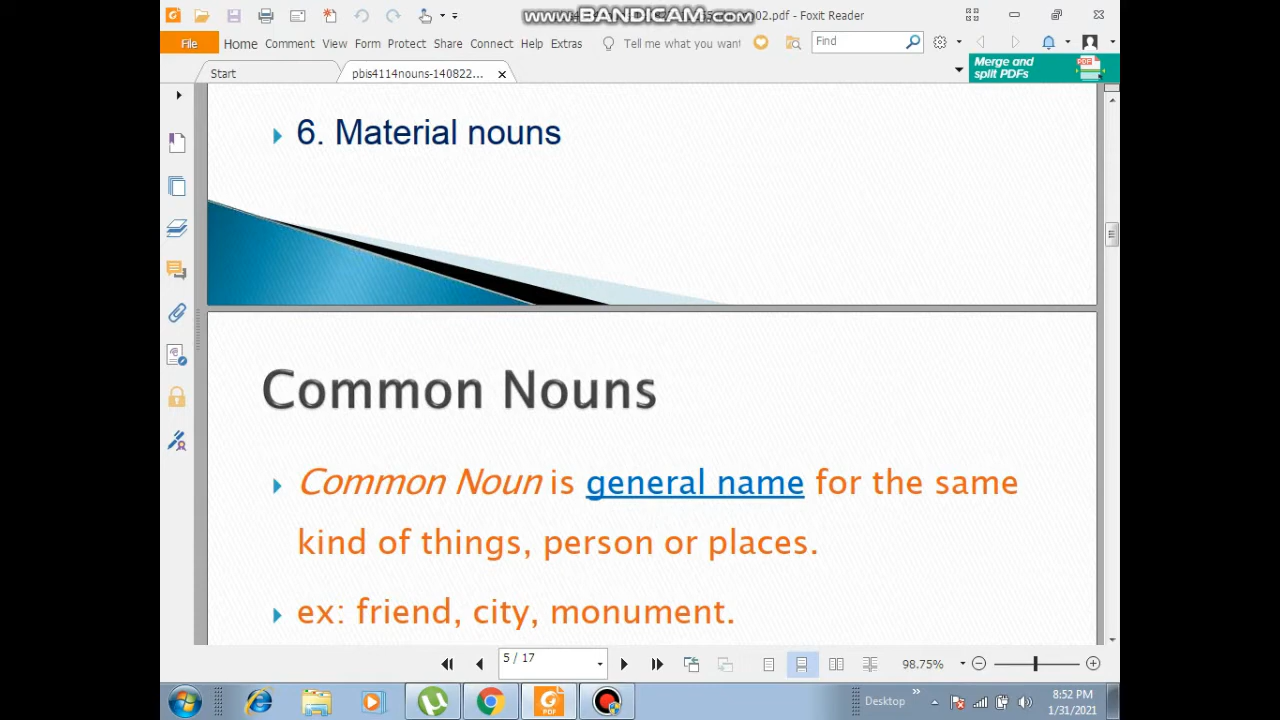 www.BANDICAM.com
02.pdf - Foxit Reader
File Home Comment View Form Protect Share Connect Help Extras Tell me what you want Find
Merge and
split PDFs
Start pbis4114nouns-140822...
6. Material nouns
Common Nouns
Common Noun is general name for the same
kind of things, person or places.
ex: friend, city, monument.
5 / 17 98.75%
Desktop 8:52 PM
1/31/2021